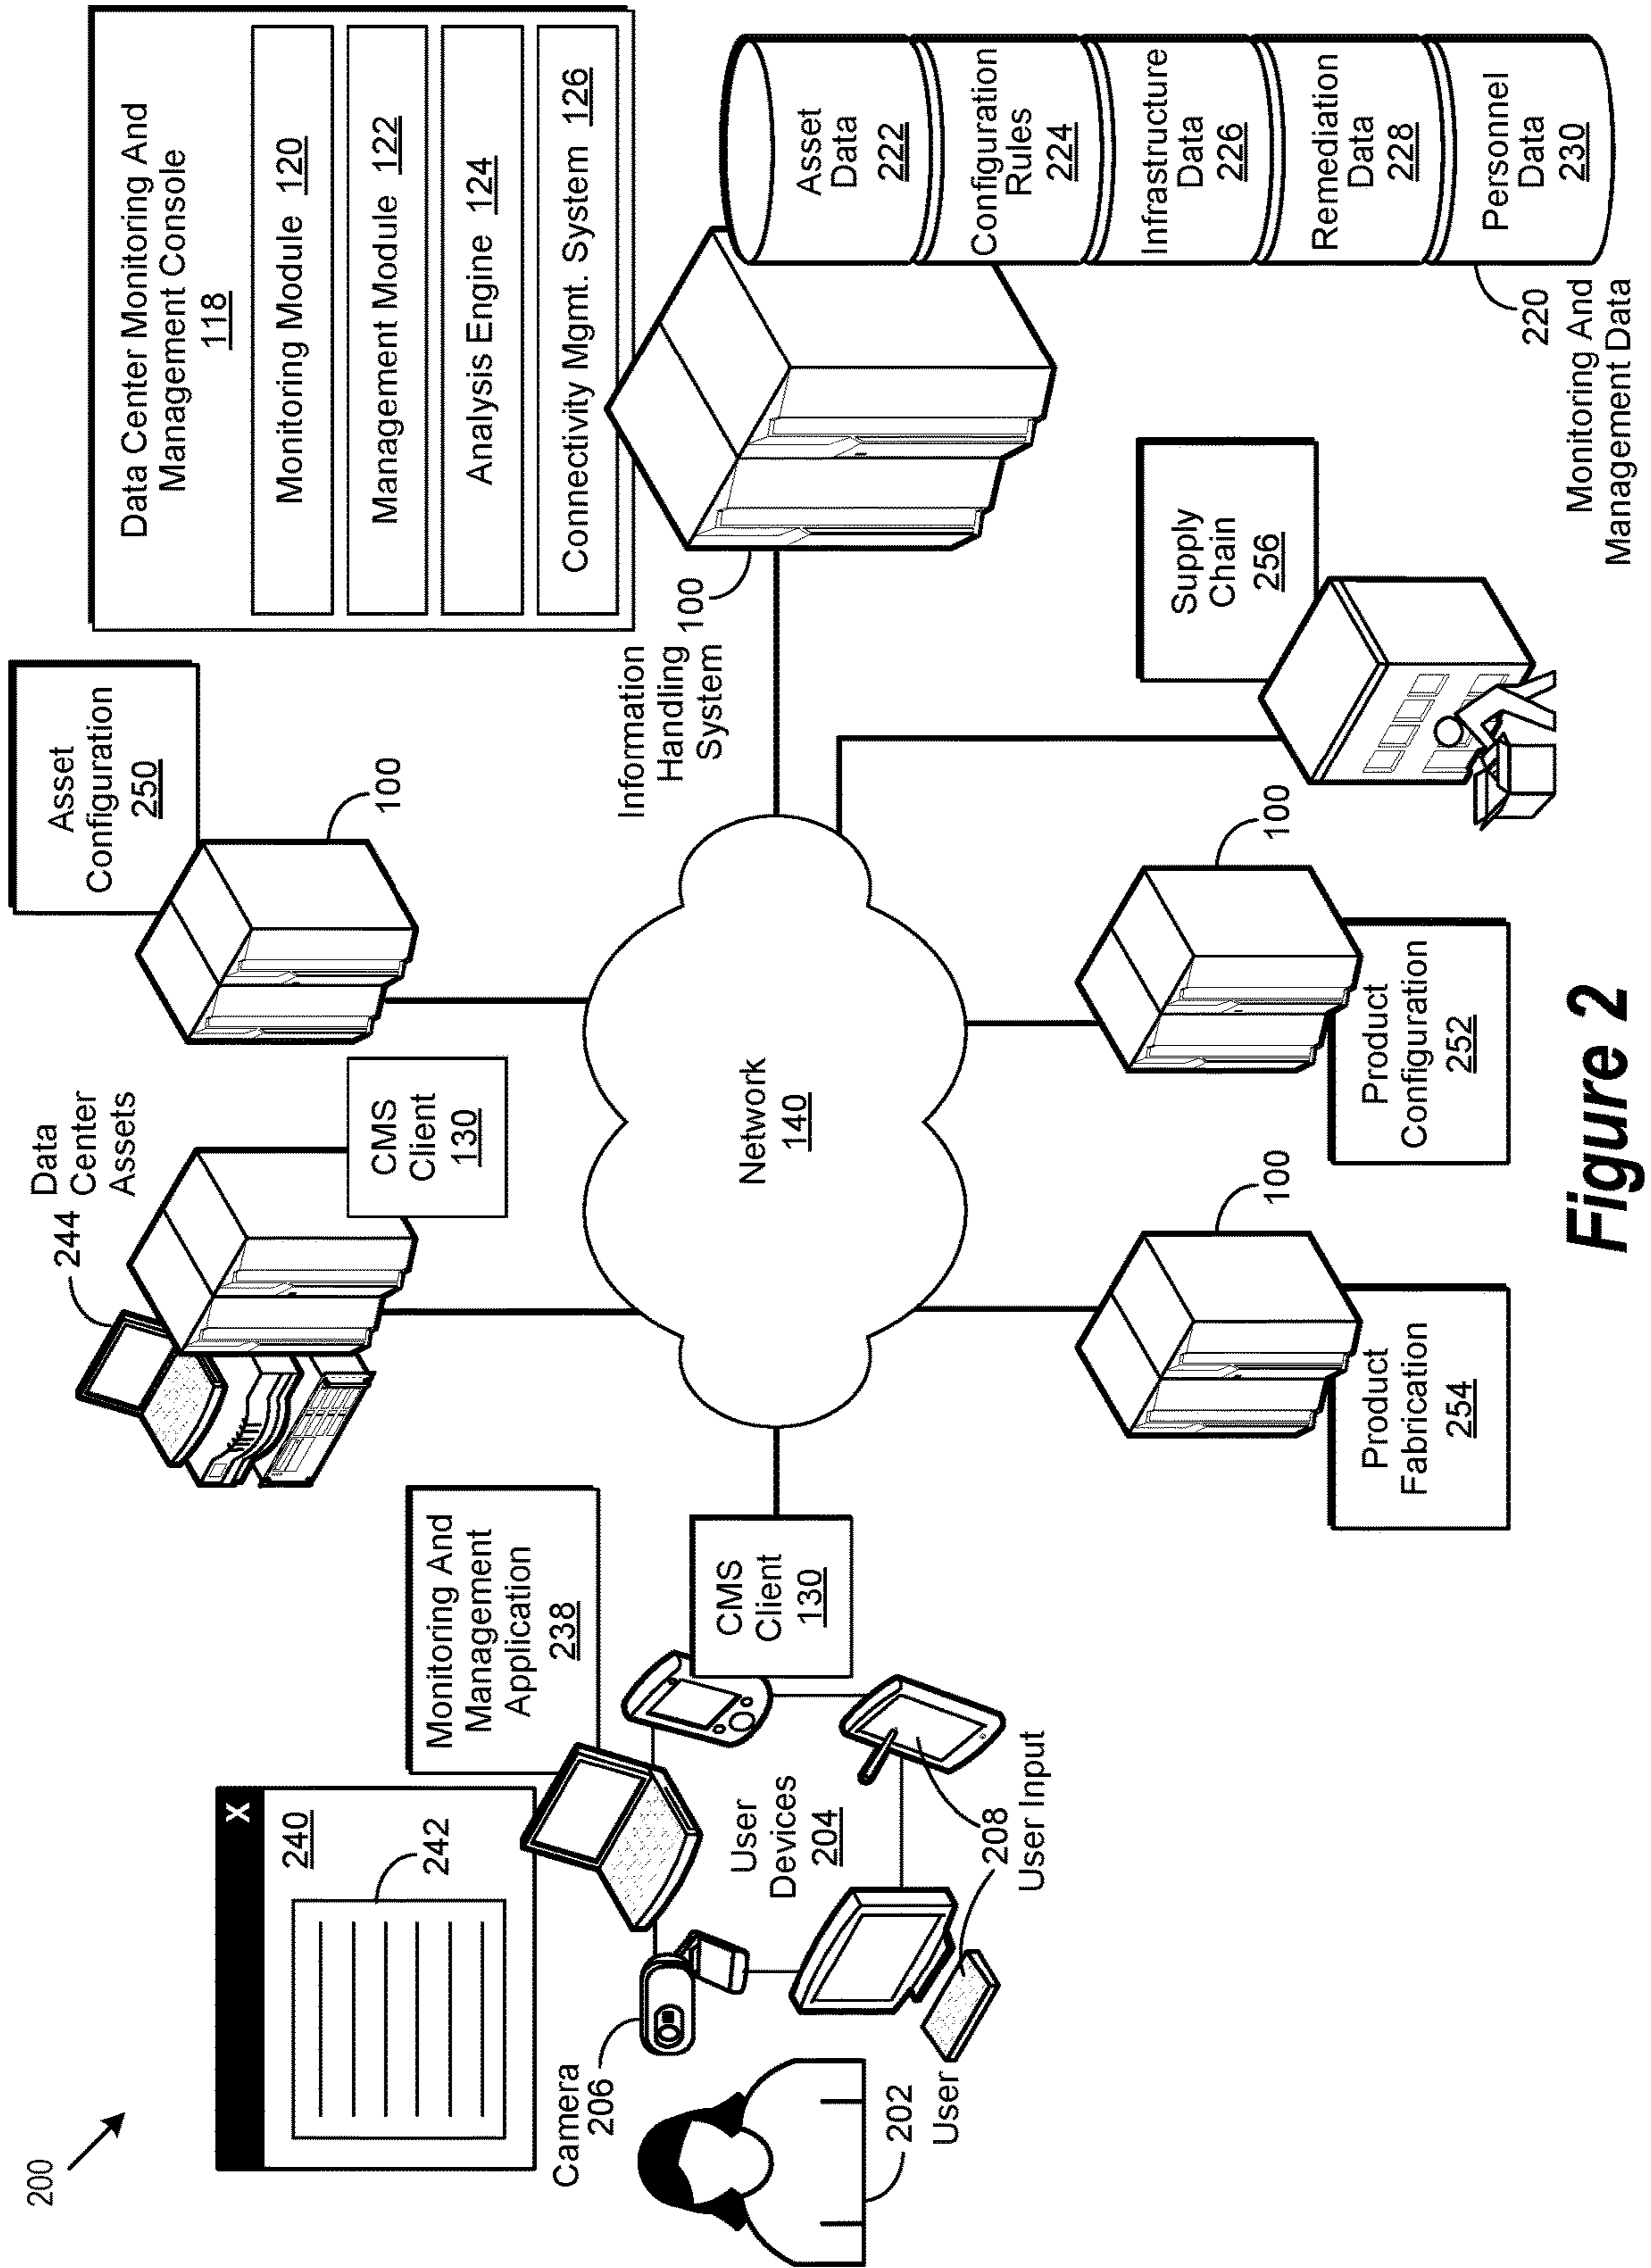 200
X
240
242
Monitoring And
Management
Application
238
Camera
206
202
User
User
Devices
204
208
User Input
CMS
Client
130
244
Data
Center
Assets
CMS
Client
130
Asset
Configuration
250
100
Network
140
Data Center Monitoring And
Management Console
118
Monitoring Module 120
Management Module 122
Analysis Engine 124
Connectivity Mgmt. System 126
Information
Handling 100
System
Asset
Data
222
Configuration
Rules
224
Infrastructure
Data
226
Remediation
Data
228
Personnel
Data
230
220
Monitoring And
Management Data
Product
Fabrication
254
100
Product
Configuration
252
100
Supply
Chain
256
Figure 2